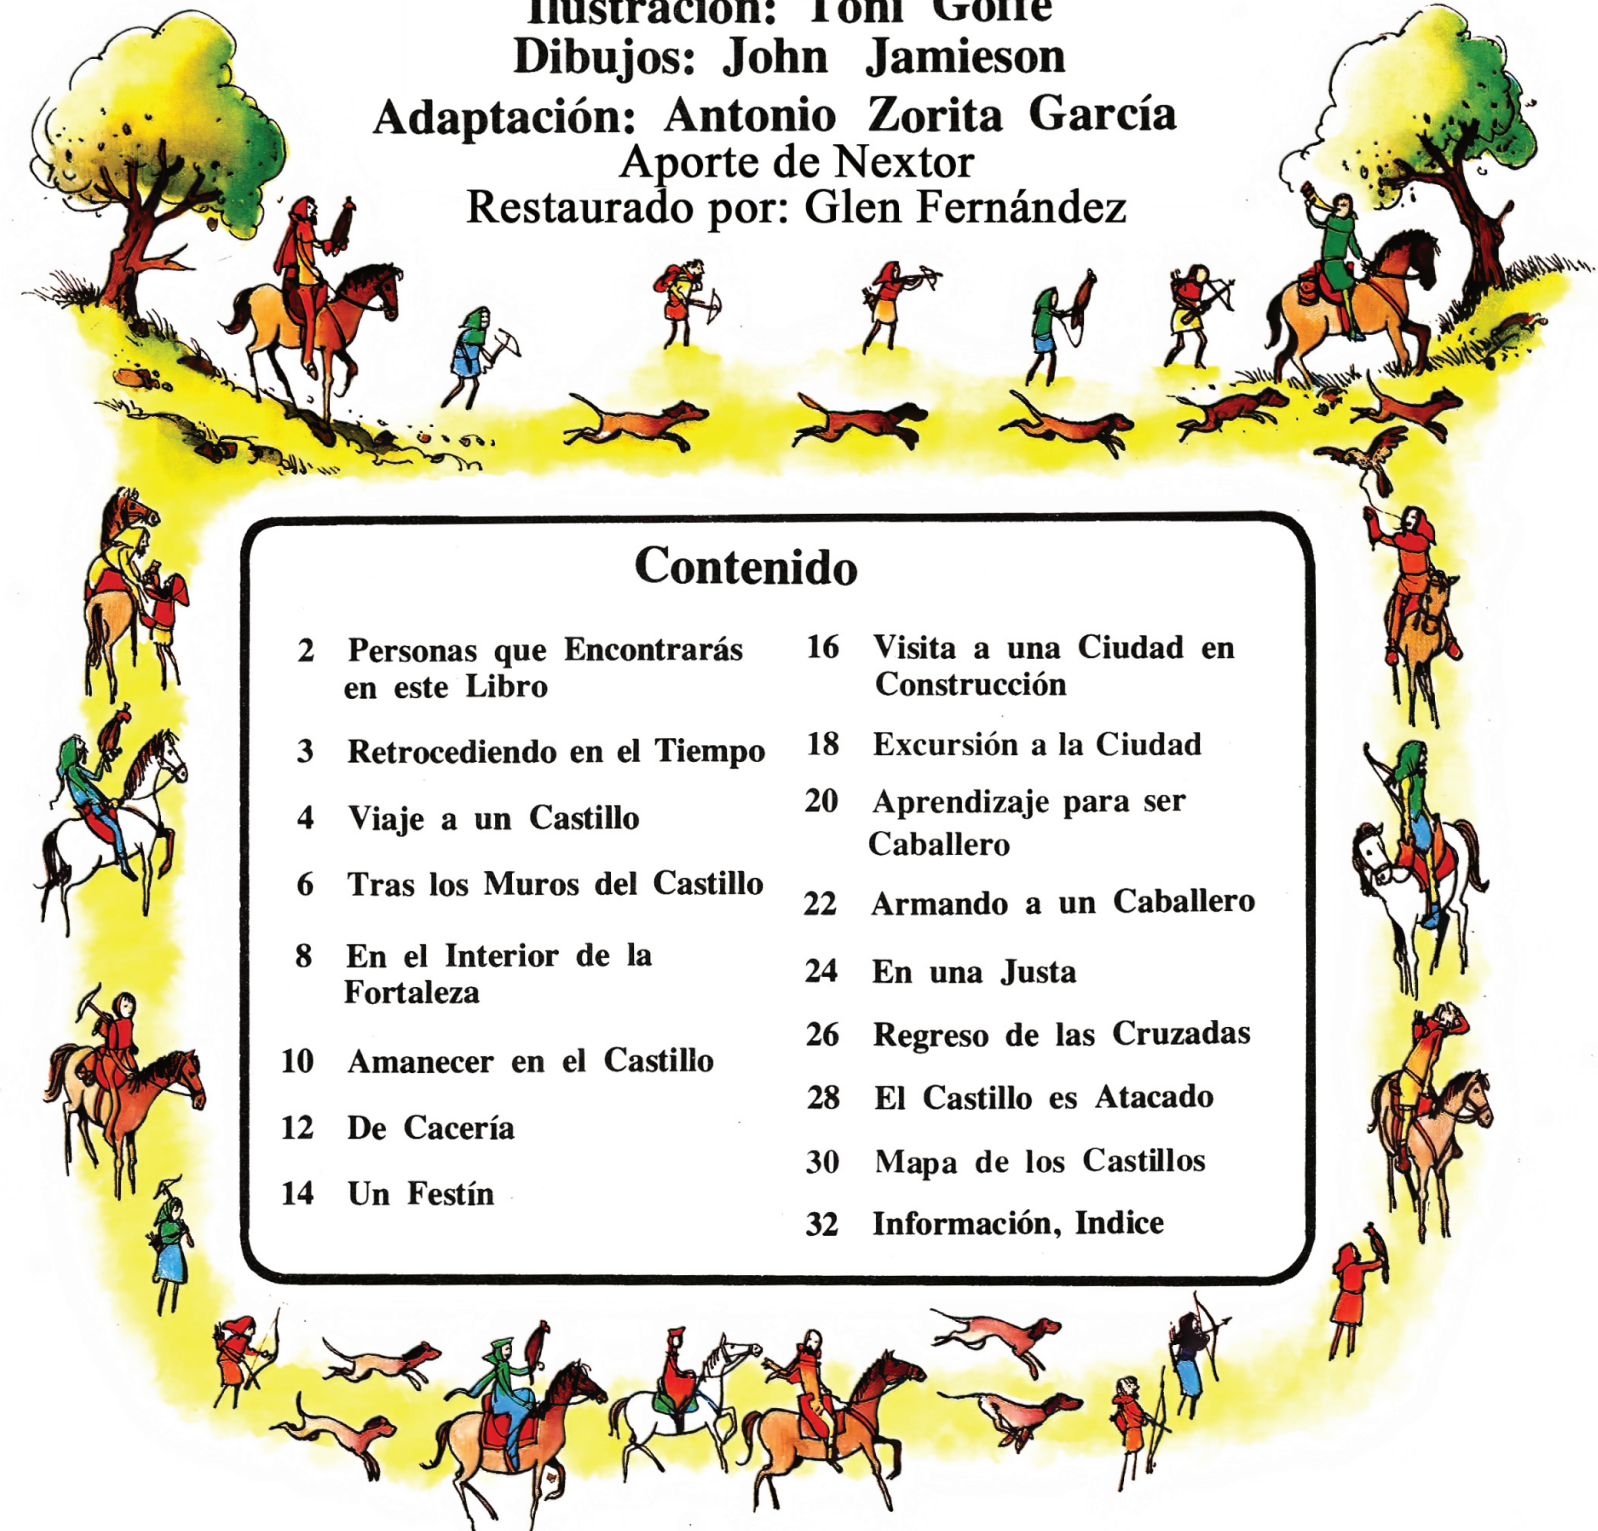 Ilustración: Toni Goffe
Dibujos: John Jamieson
Adaptación: Antonio Zorita García
Aporte de Nextor
Restaurado por: Glen Fernández
Contenido
2 Personas que Encontrarás
en este Libro
3 Retrocediendo en el Tiempo
4 Viaje a un Castillo
6 Tras los Muros del Castillo
8 En el Interior de la
Fortaleza
10 Amanecer en el Castillo
12 De Cacería
14 Un Festín
16 Visita a una Ciudad en
Construcción
18 Excursión a la Ciudad
20 Aprendizaje para ser
Caballero
22 Armando a un Caballero
24 En una Justa
26 Regreso de las Cruzadas
28 El Castillo es Atacado
30 Mapa de los Castillos
32 Información, Indice